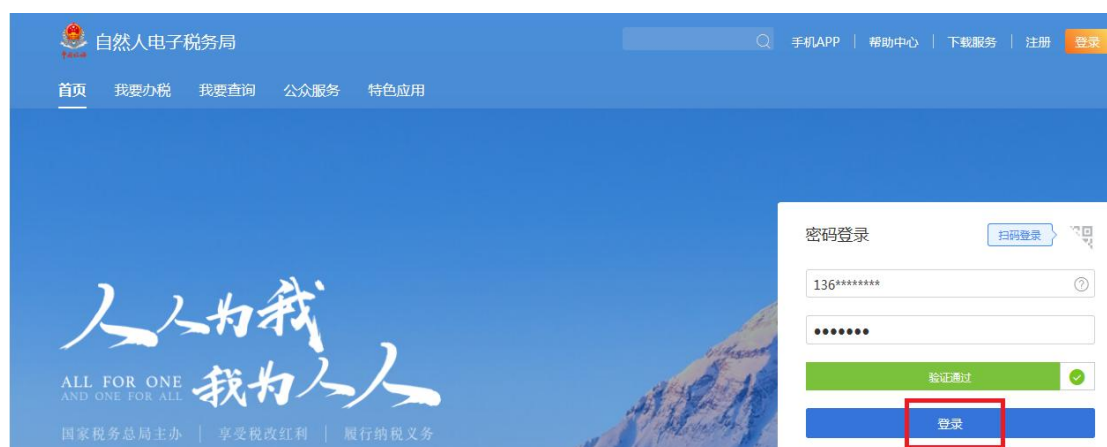 自然人电子税务局
手机APP | 帮助中心 | 下载服务 | 注册 登录
首页 我要办税 我要查询 公众服务 特色应用
密码登录 扫码登录
136********
●●●●●●●
验证通过
登录
人人为我
我为人人
ALL FOR ONE
AND ONE FOR ALL
国家税务总局主办 | 享受税改红利 | 履行纳税义务